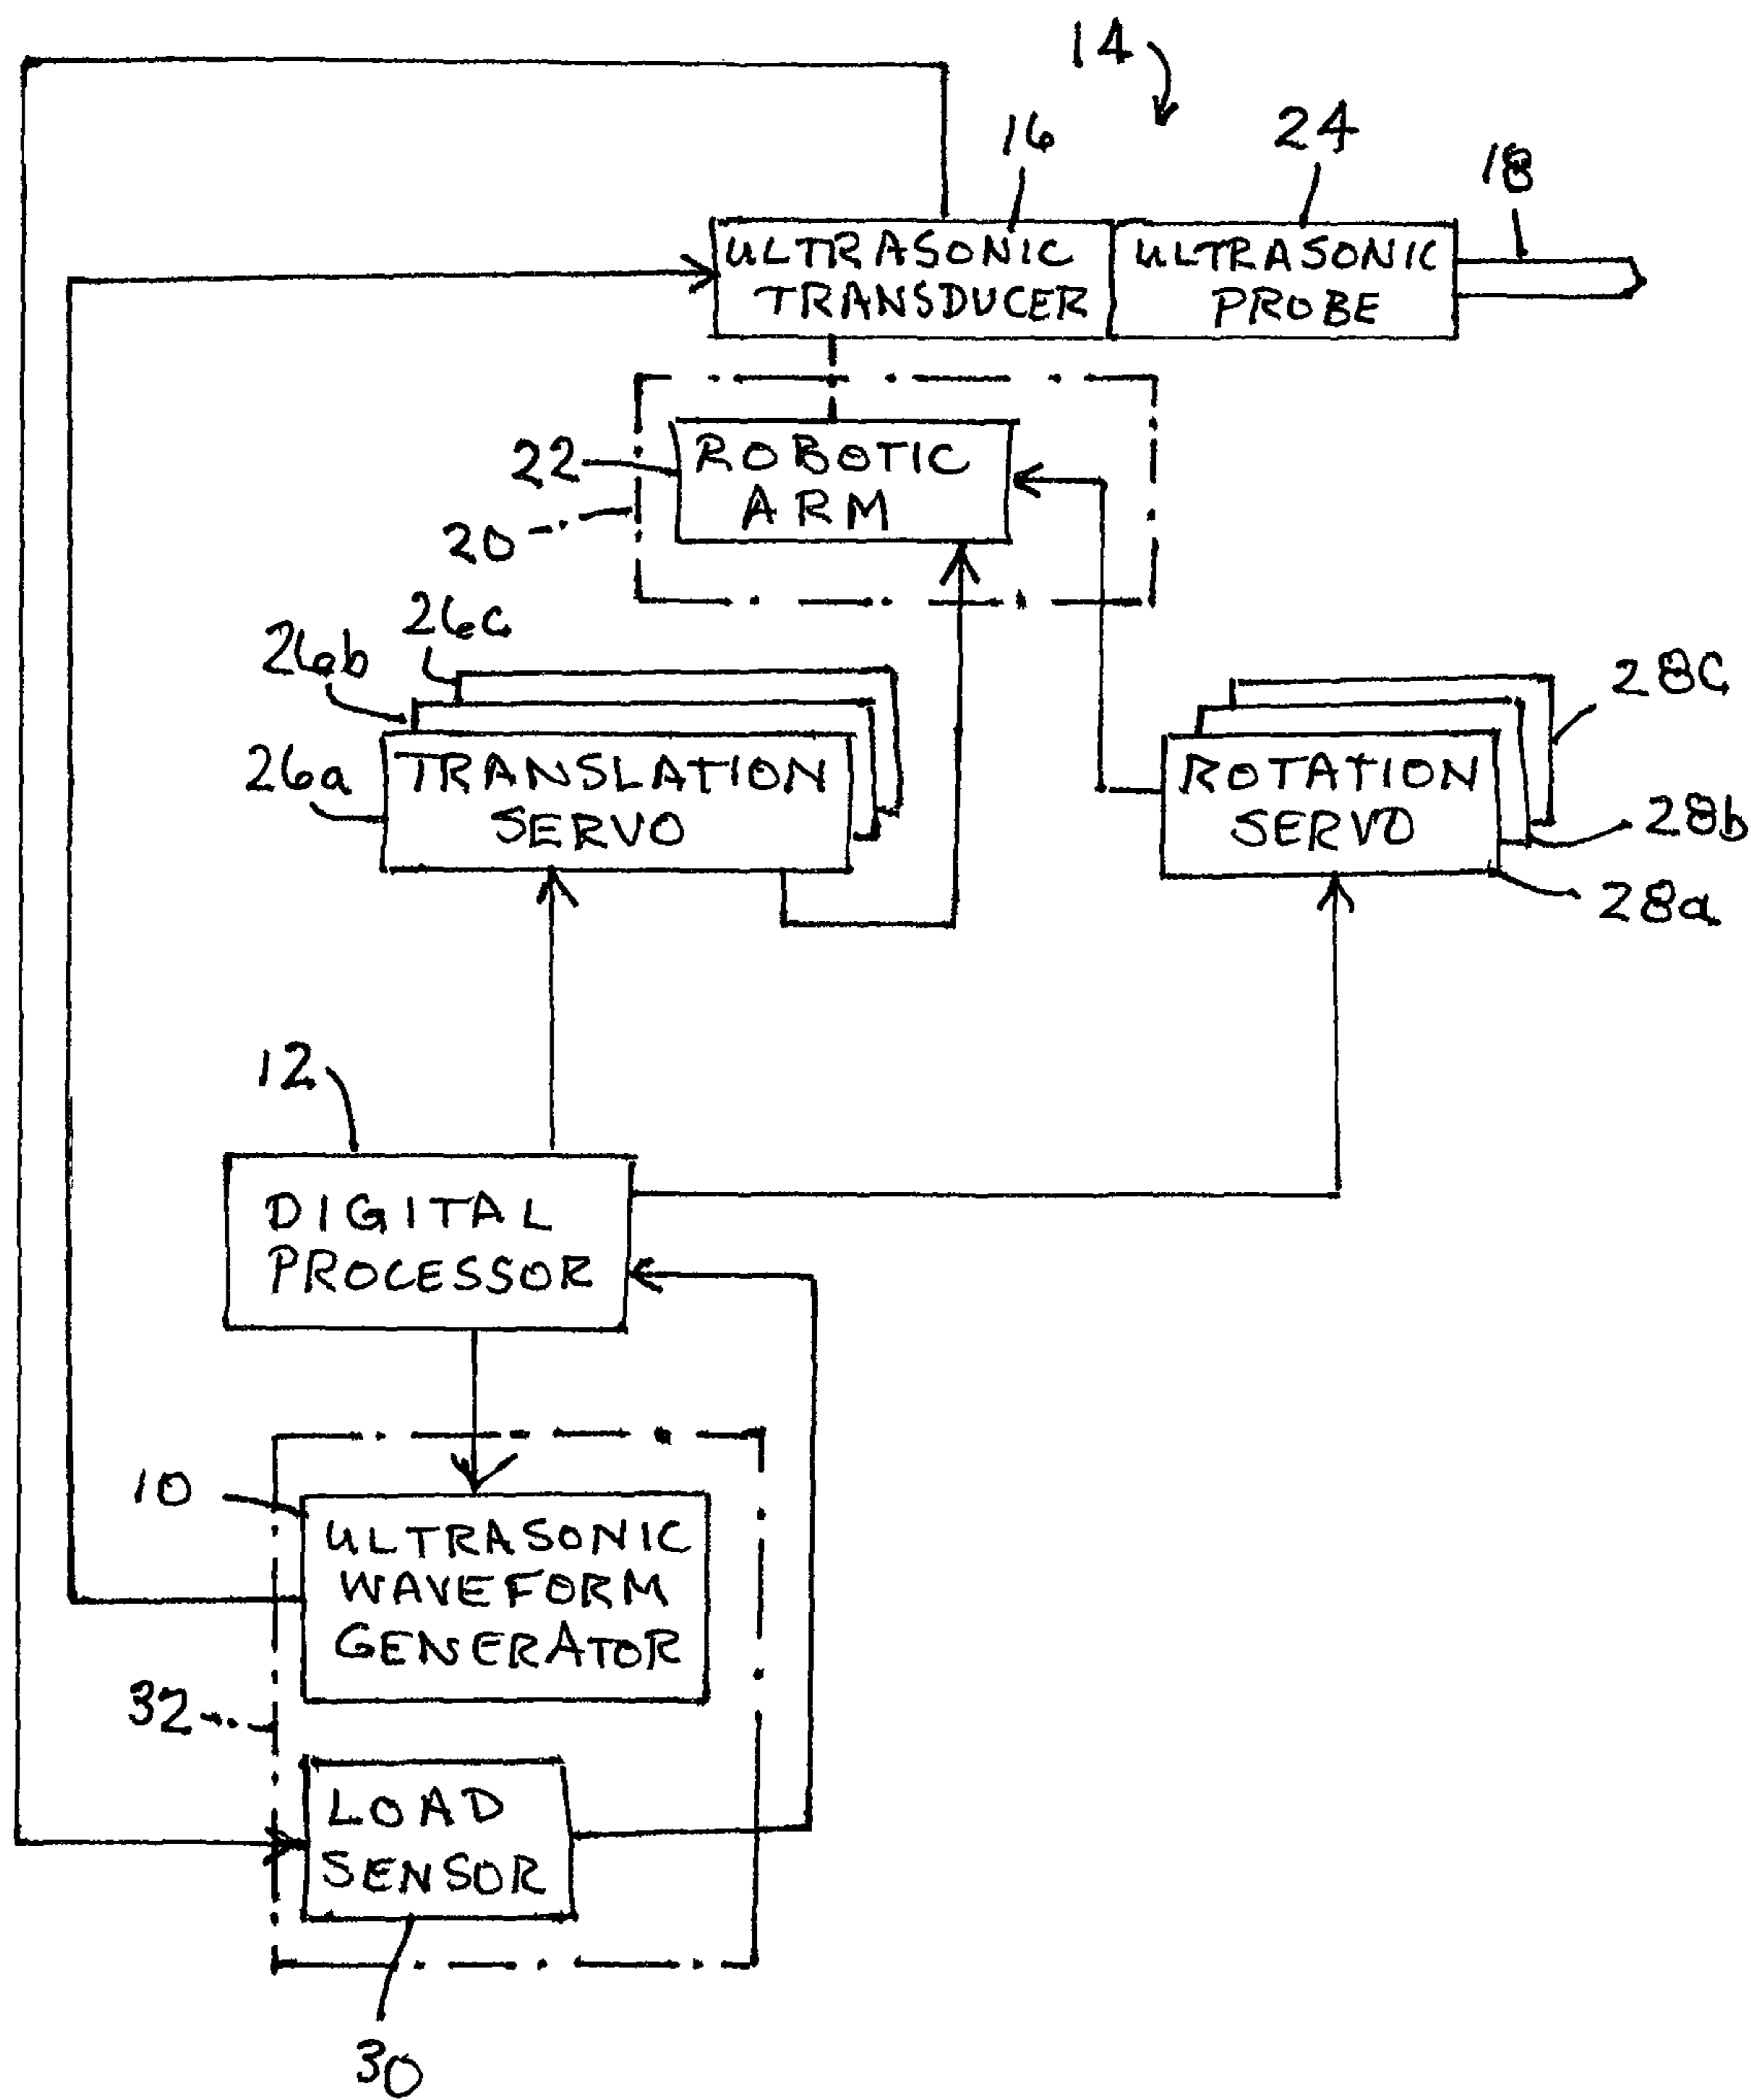 14
16
24
18
ULTRASONIC
TRANSDUCER
ULTRASONIC
PROBE
22
ROBOTIC
ARM
20
26c
26b
26a
TRANSLATION
SERVO
28C
ROTATION
SERVO
28b
28a
12
DIGITAL
PROCESSOR
10
ULTRASONIC
WAVEFORM
GENERATOR
32
LOAD
SENSOR
30